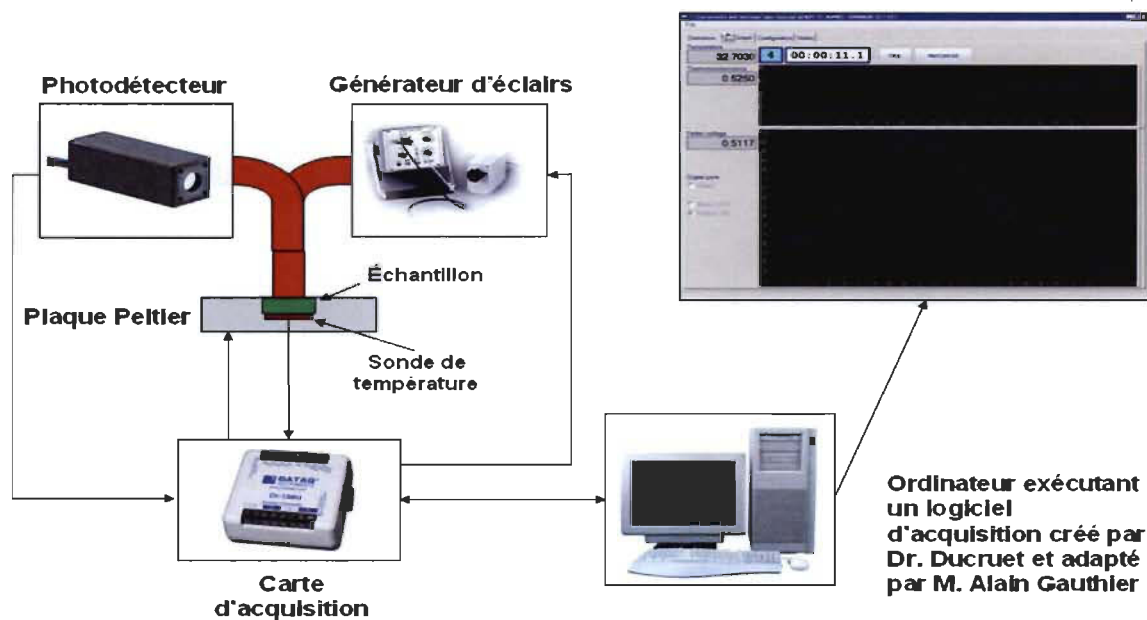 Photodétecteur
Générateur d'éclairs
32 7030
4
00:00:11.1
0.5250
0.5117
Échantillon
Plaque Peltier
Sonde de
température
DATAQ
Carte
d'acquisition
Ordinateur exécutant
un logiciel
d'acquisition créé par
Dr. Ducruet et adapté
par M. Alain Gauthier